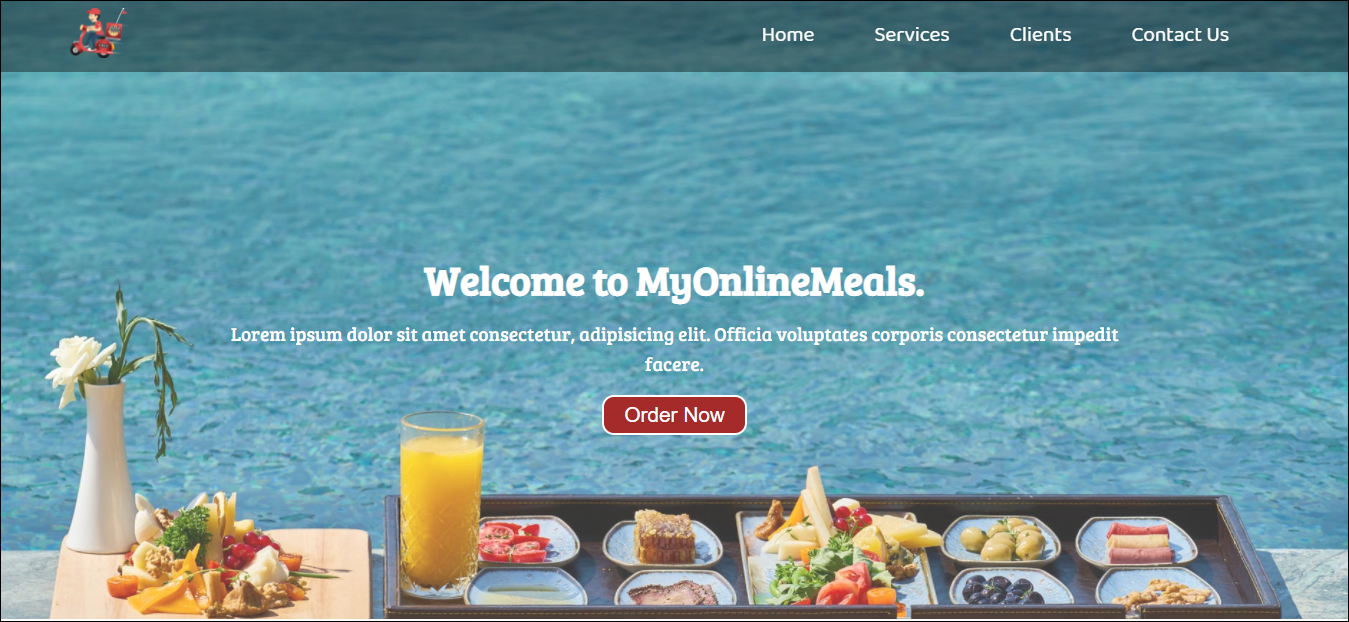 Home Services Clients Contact Us
Welcome to MyOnlineMeals.
Lorem ipsum dolor sit amet consectetur, adipisicing elit. Officia voluptates corporis consectetur impedit
facere.
Order Now